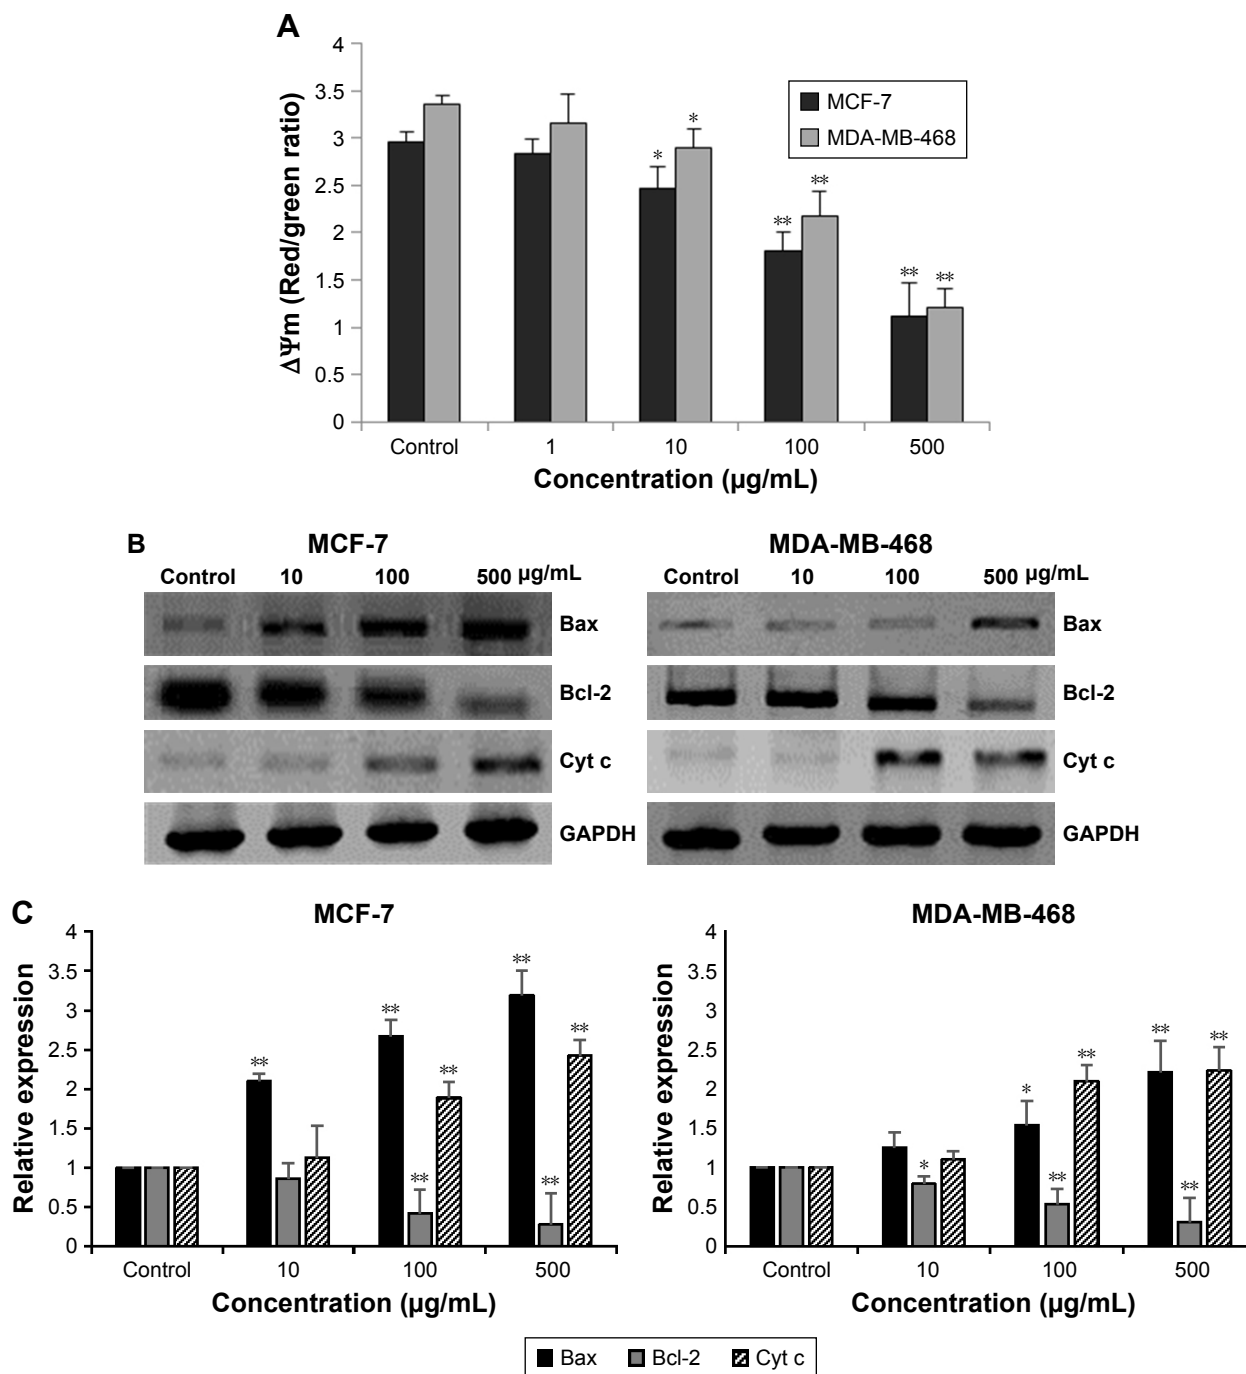 A
4
3.5
3
2.5
2
1.5
1
0.5
0
ΔΨm (Red/green ratio)
MCF-7
MDA-MB-468
*
*
**
**
**
**
Control 1 10 100 500
Concentration (µg/mL)
B
MCF-7
Control 10 100 500 µg/mL
Bax
Bcl-2
Cyt c
GAPDH
MDA-MB-468
Control 10 100 500 µg/mL
Bax
Bcl-2
Cyt c
GAPDH
C
MCF-7
4
3.5
3
2.5
2
1.5
1
0.5
0
Relative expression
**
**
**
**
**
**
**
Control 10 100 500
Concentration (µg/mL)
MDA-MB-468
4
3.5
3
2.5
2
1.5
1
0.5
0
Relative expression
*
*
**
**
**
**
**
Control 10 100 500
Concentration (µg/mL)
Bax Bcl-2 Cyt c